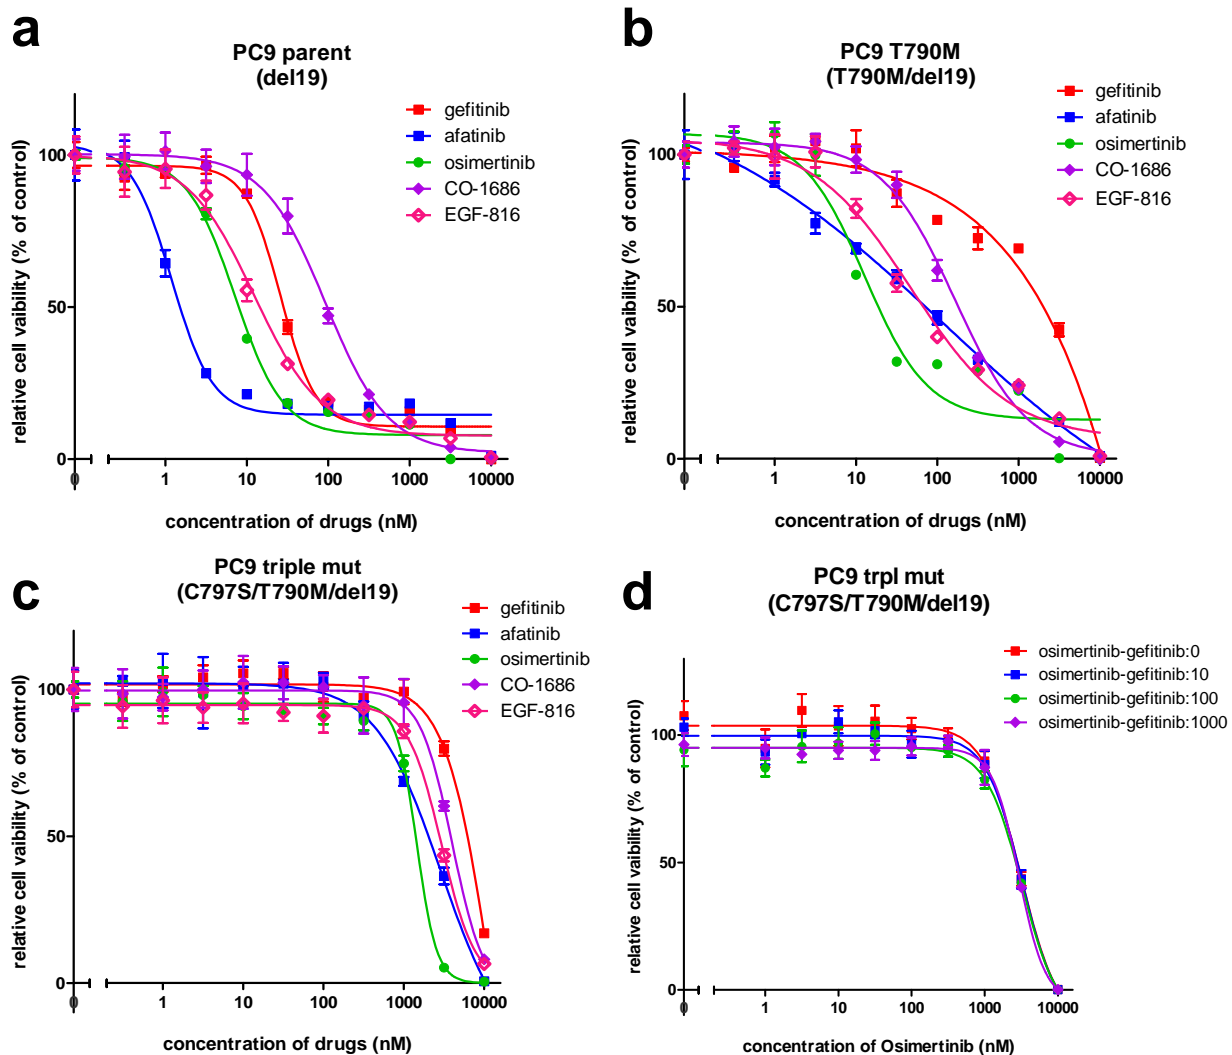 a
PC9 parent
(del19)
gefitinib
afatinib
osimertinib
CO-1686
EGF-816
relative cell vaibility (% of control)
100
50
0
0
1
10
100
1000
10000
concentration of drugs (nM)
b
PC9 T790M
(T790M/del19)
gefitinib
afatinib
osimertinib
CO-1686
EGF-816
relative cell vaibility (% of control)
100
50
0
0
1
10
100
1000
10000
concentration of drugs (nM)
c
PC9 triple mut
(C797S/T790M/del19)
gefitinib
afatinib
osimertinib
CO-1686
EGF-816
relative cell vaibility (% of control)
100
50
0
0
1
10
100
1000
10000
concentration of drugs (nM)
d
PC9 trpl mut
(C797S/T790M/del19)
osimertinib-gefitinib:0
osimertinib-gefitinib:10
osimertinib-gefitinib:100
osimertinib-gefitinib:1000
relative cell vaibility (% of control)
100
50
0
0
1
10
100
1000
10000
concentration of Osimertinib (nM)